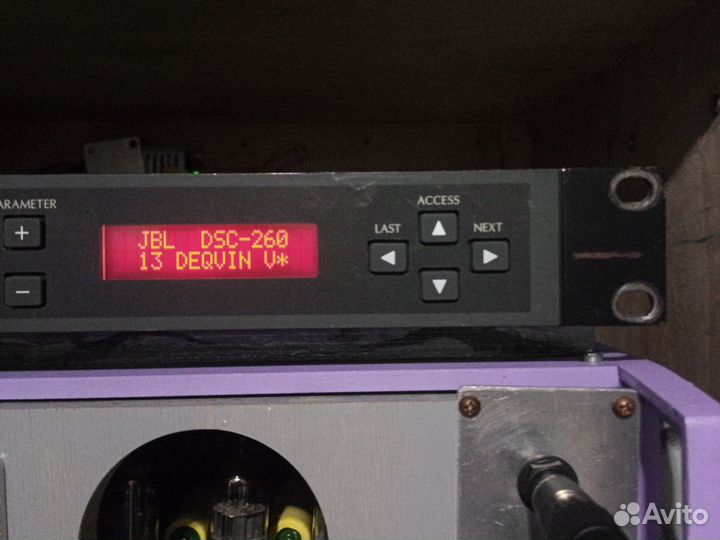 ARAMETER
+
−
JBL DSC-260
13 DEQVIN V*
ACCESS
LAST
NEXT
Avito